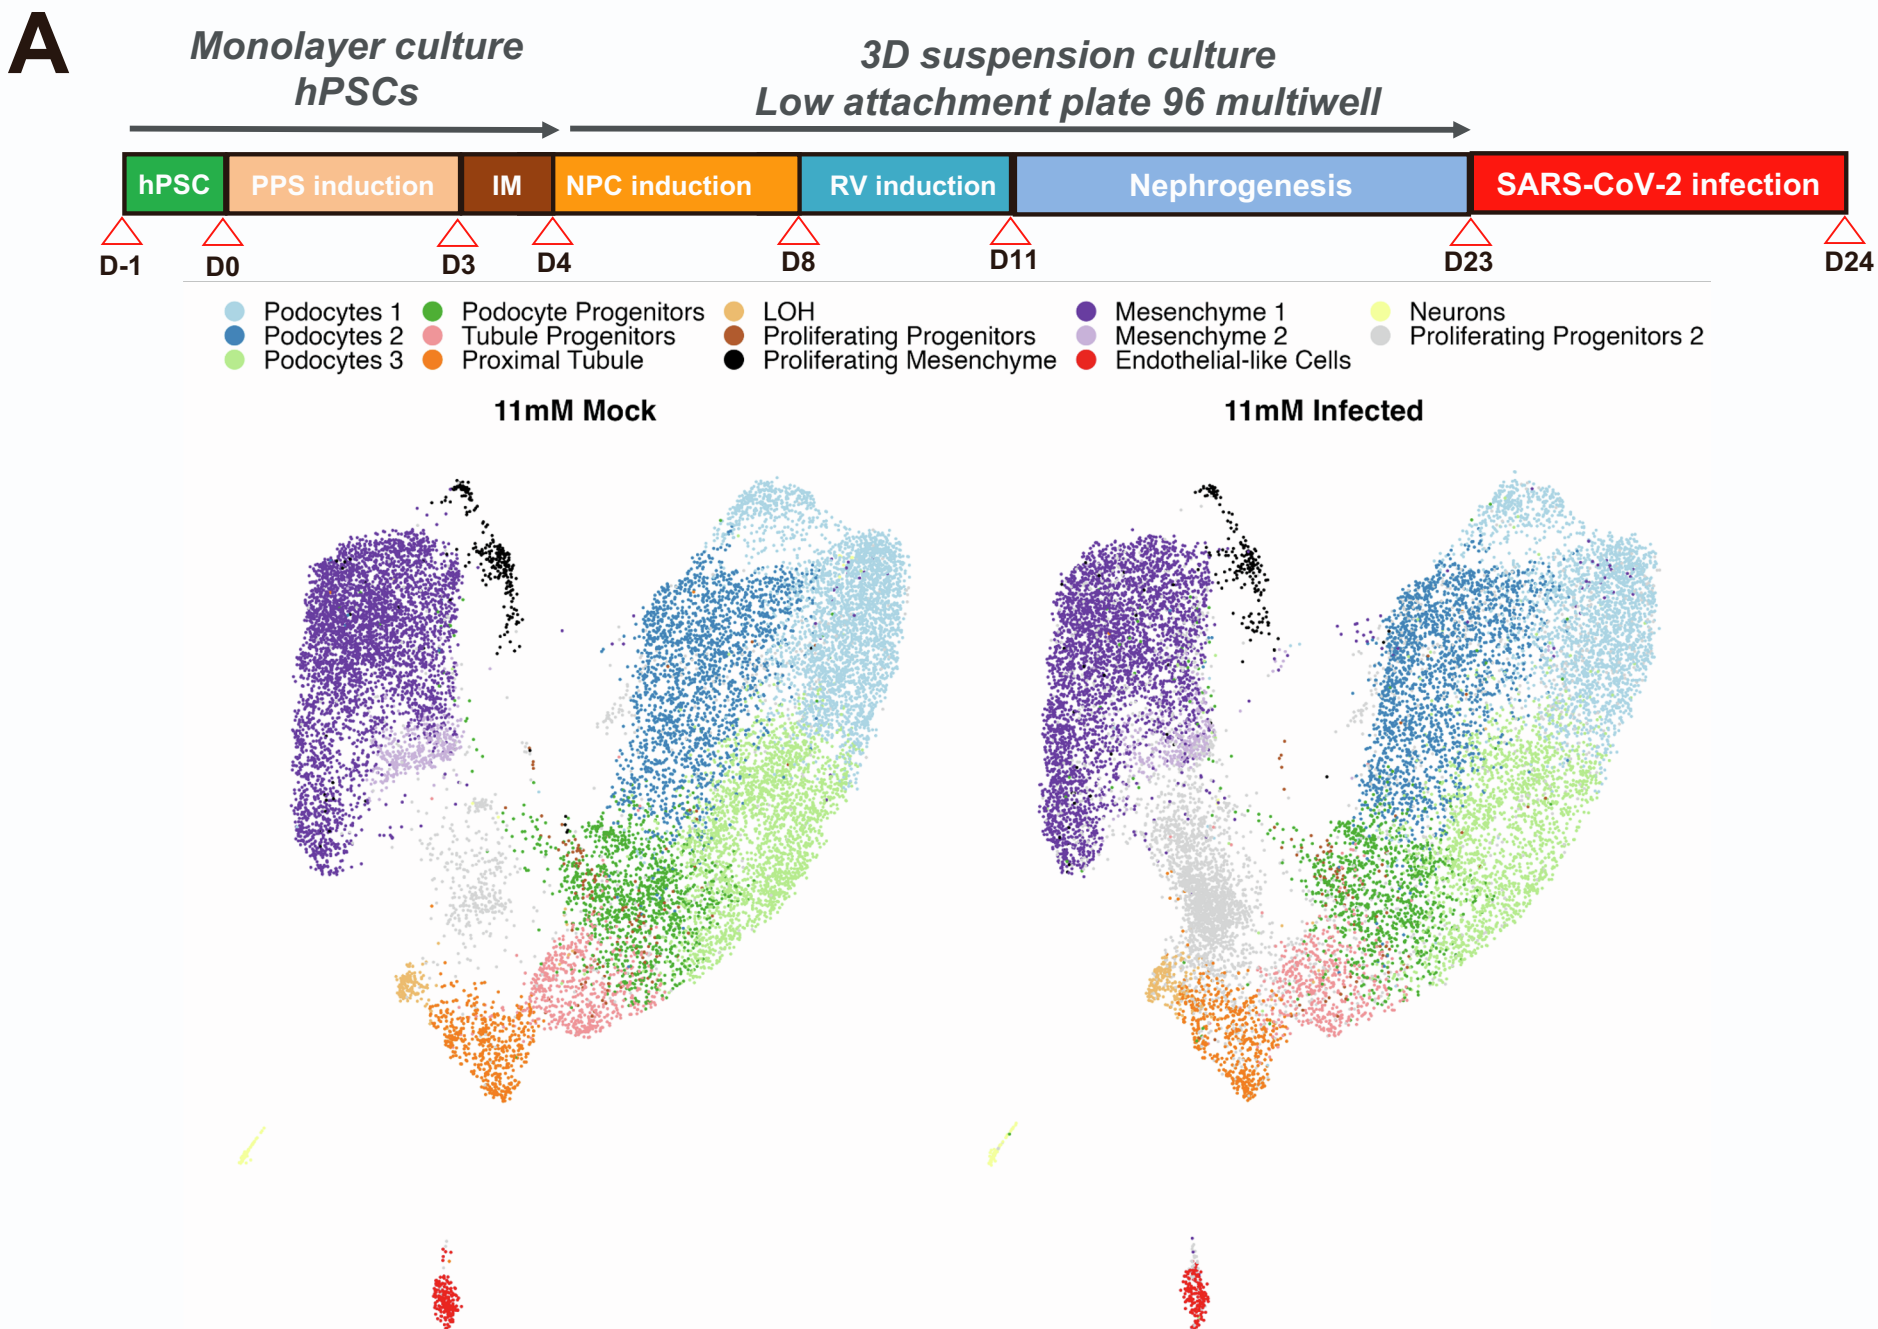 A
Monolayer culture
hPSCs
3D suspension culture
Low attachment plate 96 multiwell
hPSC PPS induction IM NPC induction RV induction Nephrogenesis SARS-CoV-2 infection
D-1 D0 D3 D4 D8 D11 D23 D24
Podocytes 1 Podocyte Progenitors LOH Mesenchyme 1 Neurons
Podocytes 2 Tubule Progenitors Proliferating Progenitors Mesenchyme 2 Proliferating Progenitors 2
Podocytes 3 Proximal Tubule Proliferating Mesenchyme Endothelial-like Cells
11mM Mock 11mM Infected